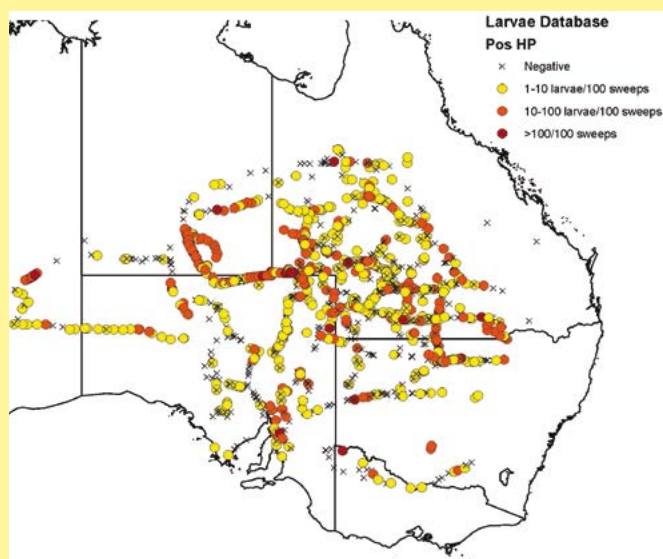 Larvae Database
Pos HP
Negative
1-10 larvae/100 sweeps
10-100 larvae/100 sweeps
>100/100 sweeps